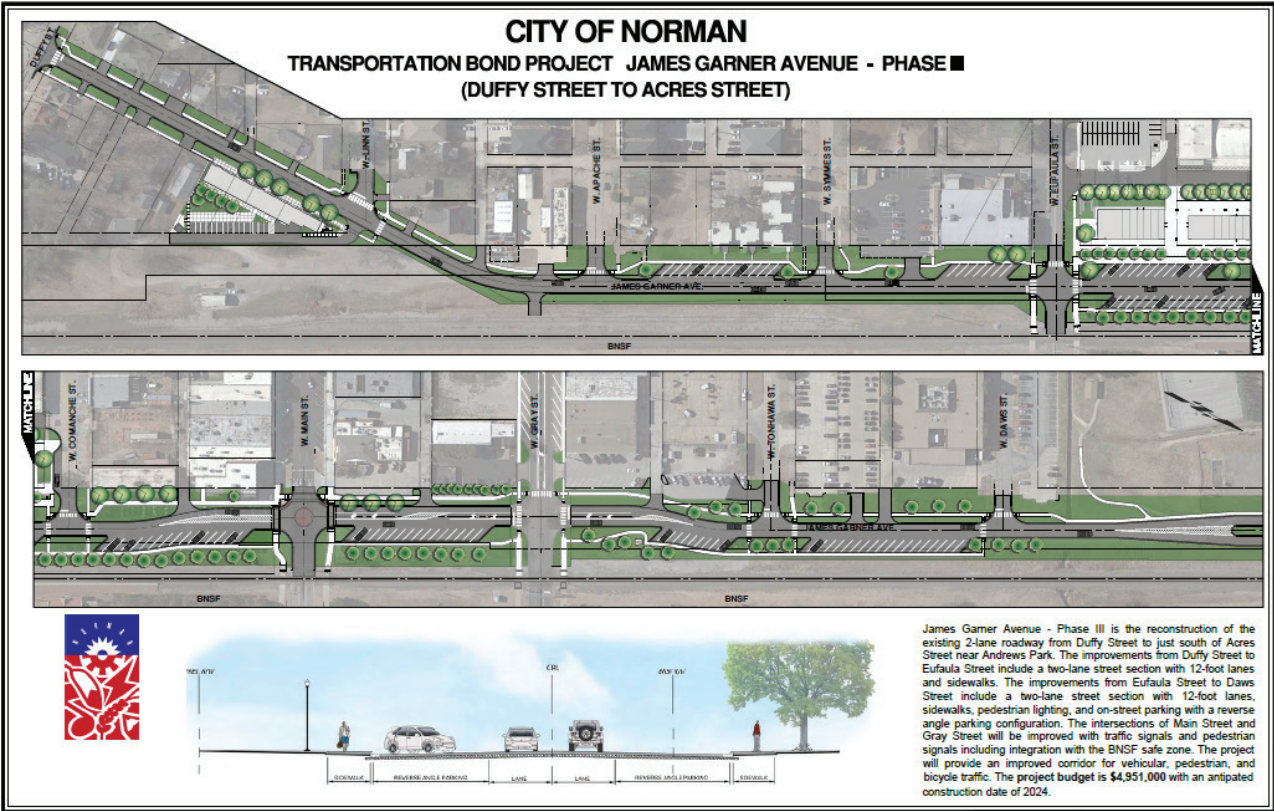 CITY OF NORMAN
TRANSPORTATION BOND PROJECT JAMES GARNER AVENUE - PHASE
(DUFFY STREET TO ACRES STREET)
DUFFY ST.
W. LINN ST.
W. APACHE ST.
W. SYMMES ST.
W. EUFAULA ST.
JAMES GARNER AVE.
MATCHLINE
BNSF
MATCHLINE
W. COMANCHE ST.
W. MAIN ST.
W. GRAY ST.
W. TONHAWA ST.
W. DAWS ST.
JAMES GARNER AVE.
BNSF
BNSF
NORMAN
CRL
SIDEWALK
REVERSE ANGLE PARKING
LANE
LANE
REVERSE ANGLE PARKING
SIDEWALK
James Garner Avenue - Phase III is the reconstruction of the
existing 2-lane roadway from Duffy Street to just south of Acres
Street near Andrews Park. The improvements from Duffy Street to
Eufaula Street include a two-lane street section with 12-foot lanes
and sidewalks. The improvements from Eufaula Street to Daws
Street include a two-lane street section with 12-foot lanes,
sidewalks, pedestrian lighting, and on-street parking with a reverse
angle parking configuration. The intersections of Main Street and
Gray Street will be improved with traffic signals and pedestrian
signals including integration with the BNSF safe zone. The project
will provide an improved corridor for vehicular, pedestrian, and
bicycle traffic. The project budget is $4,951,000 with an antipated
construction date of 2024.